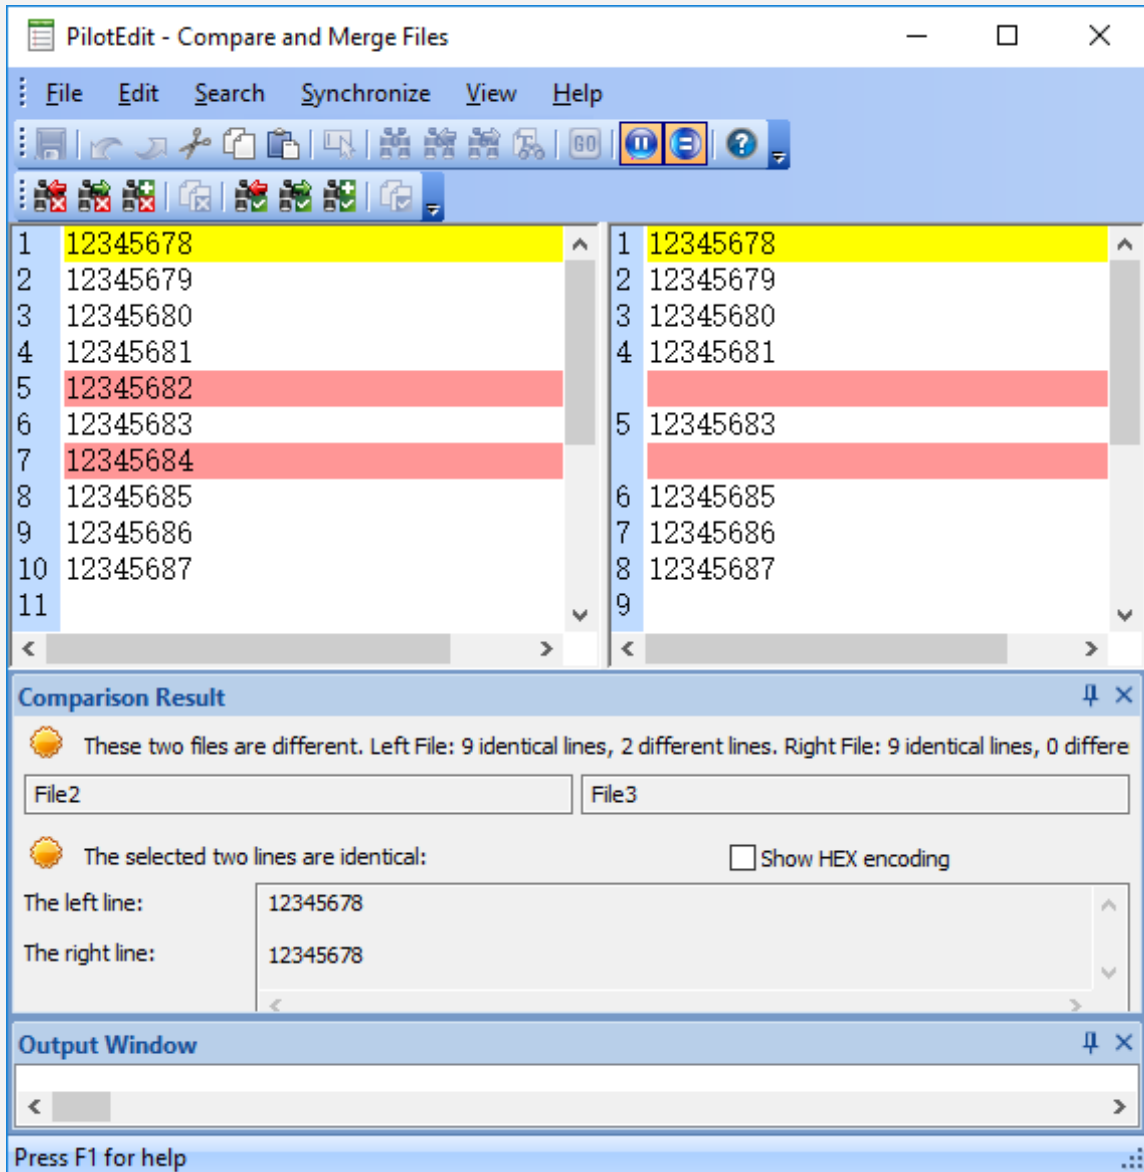 PilotEdit - Compare and Merge Files
File Edit Search Synchronize View Help
GO
1 12345678
2 12345679
3 12345680
4 12345681
5 12345682
6 12345683
7 12345684
8 12345685
9 12345686
10 12345687
11
1 12345678
2 12345679
3 12345680
4 12345681
5 12345683
6 12345685
7 12345686
8 12345687
9
Comparison Result
These two files are different. Left File: 9 identical lines, 2 different lines. Right File: 9 identical lines, 0 differe
File2 File3
The selected two lines are identical: Show HEX encoding
The left line: 12345678
The right line: 12345678
Output Window
Press F1 for help